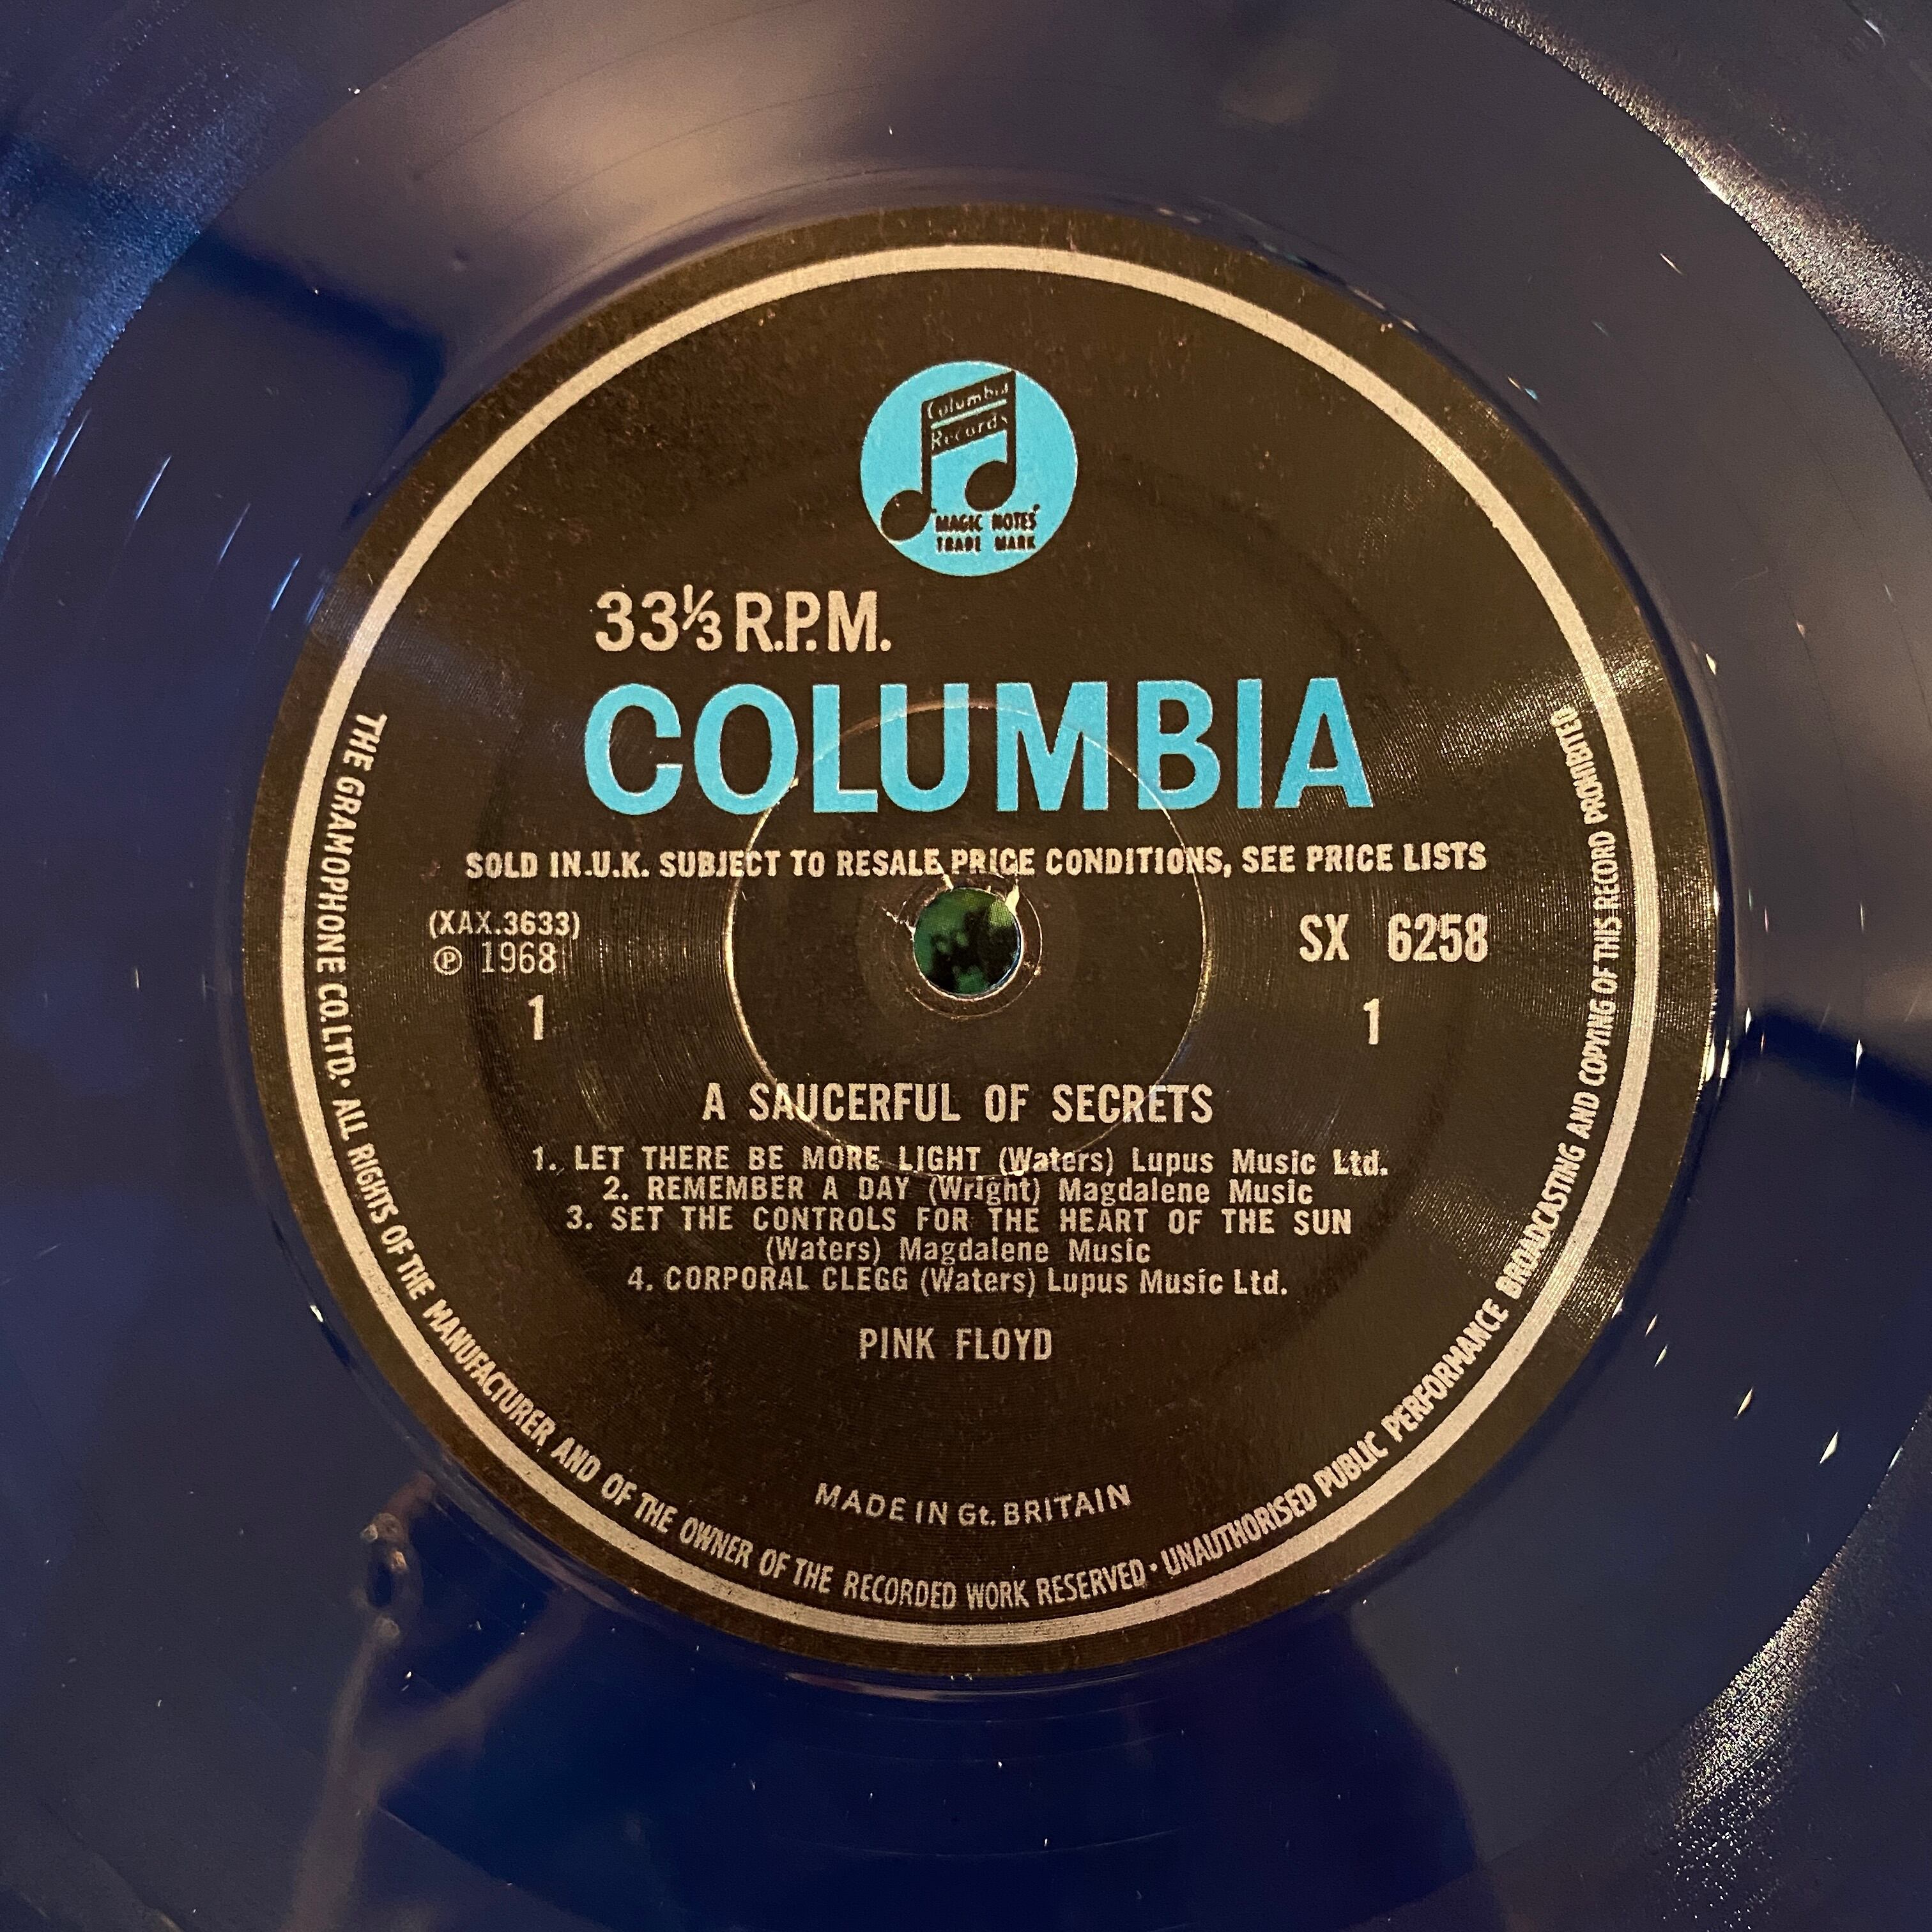 Columbia
Records
"MAGIC NOTES"
TRADE MARK
33⅓ R.P.M.
COLUMBIA
SOLD IN U.K. SUBJECT TO RESALE PRICE CONDITIONS, SEE PRICE LISTS
(XAX.3633)
℗ 1968
SX 6258
1
1
A SAUCERFUL OF SECRETS
1. LET THERE BE MORE LIGHT (Waters) Lupus Music Ltd.
2. REMEMBER A DAY (Wright) Magdalene Music
3. SET THE CONTROLS FOR THE HEART OF THE SUN
(Waters) Magdalene Music
4. CORPORAL CLEGG (Waters) Lupus Music Ltd.
PINK FLOYD
MADE IN Gt. BRITAIN
THE GRAMOPHONE CO. LTD. • ALL RIGHTS OF THE MANUFACTURER AND OF THE OWNER OF THE RECORDED WORK RESERVED • UNAUTHORISED PUBLIC PERFORMANCE BROADCASTING AND COPYING OF THIS RECORD PROHIBITED